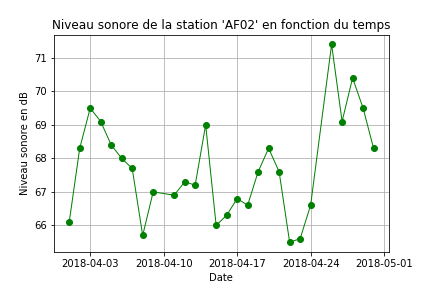 Niveau sonore de la station 'AF02' en fonction du temps
71
70
69
68
67
66
Niveau sonore en dB
2018-04-03 2018-04-10 2018-04-17 2018-04-24 2018-05-01
Date